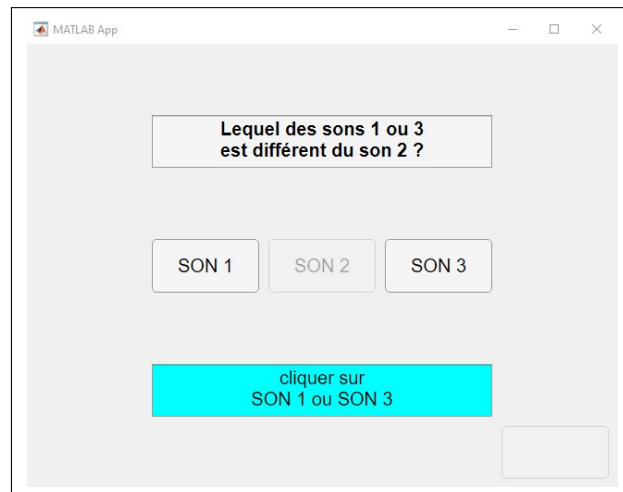 MATLAB App
Lequel des sons 1 ou 3
est différent du son 2 ?
SON 1 SON 2 SON 3
cliquer sur
SON 1 ou SON 3